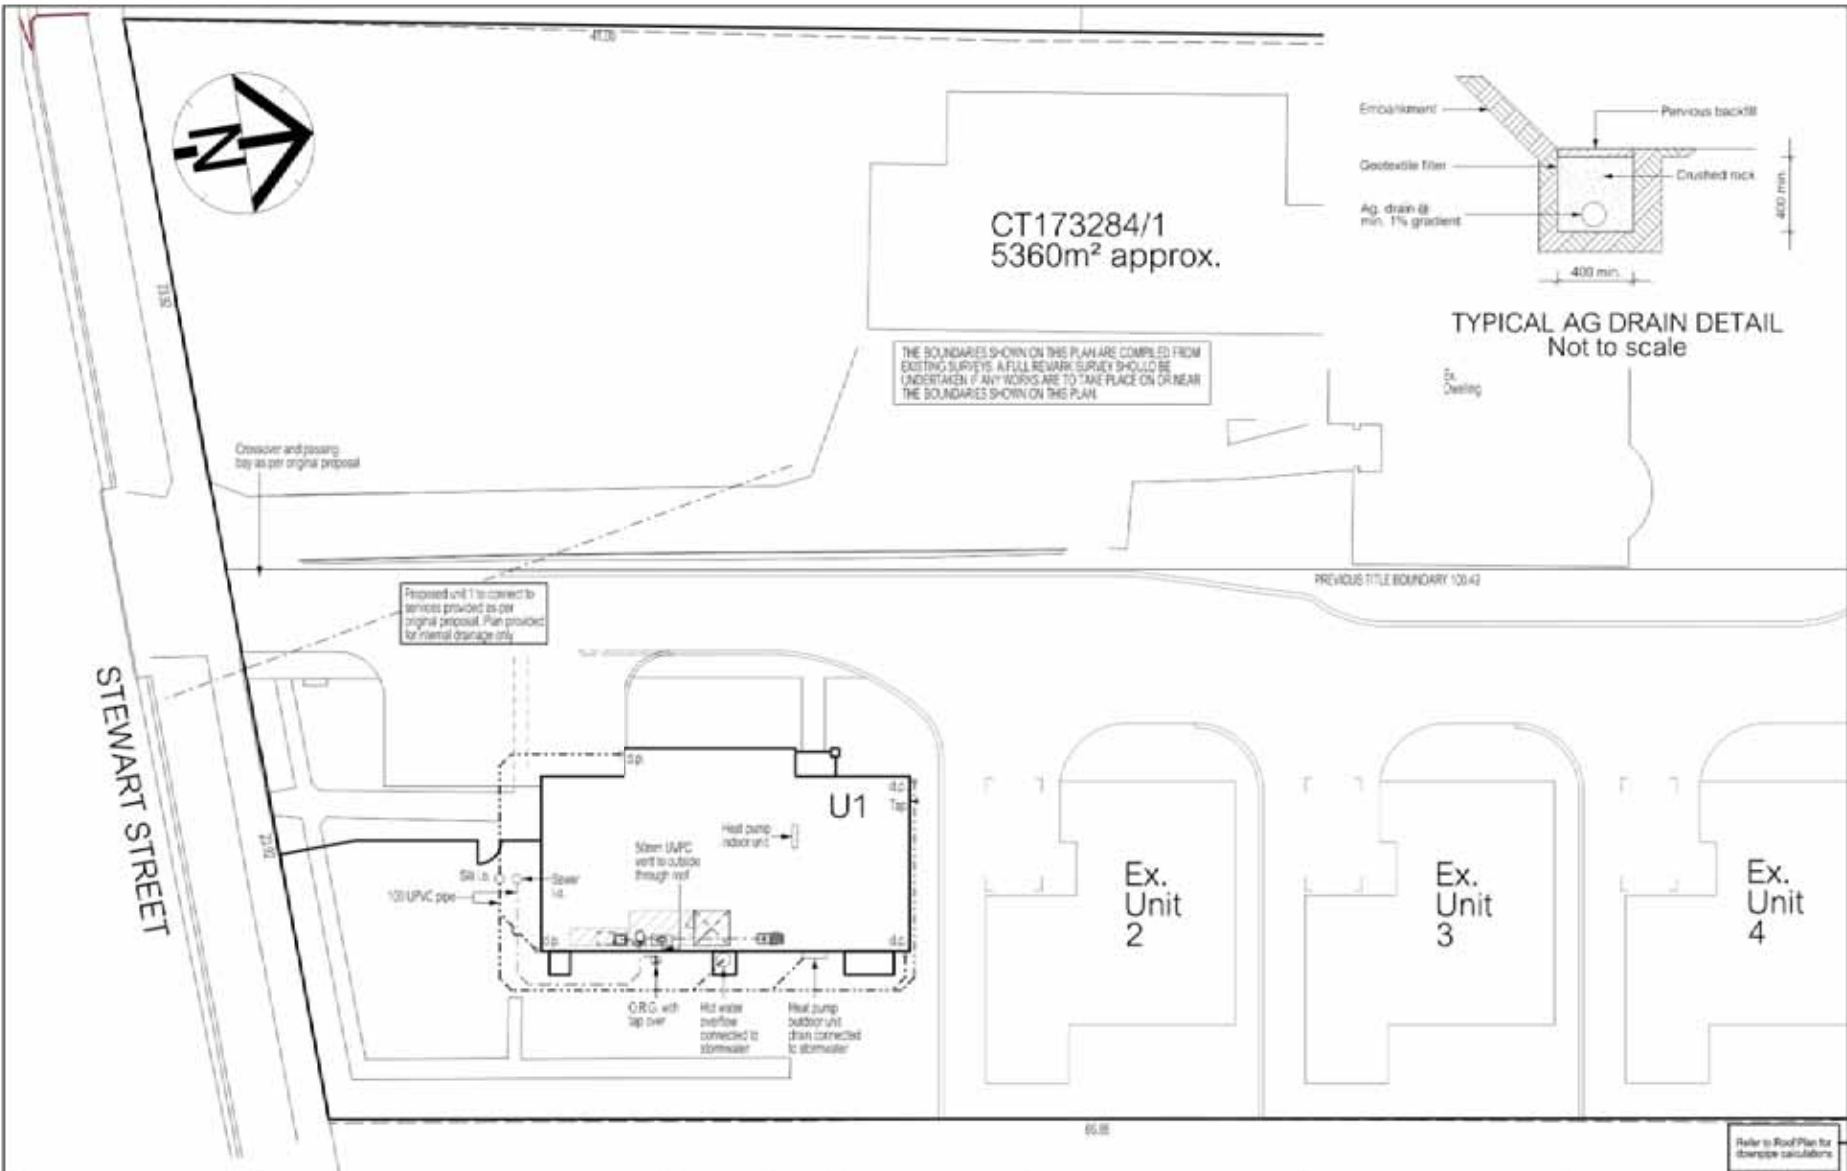 N
CT173284/1
5360m² approx.
THE BOUNDARIES SHOWN ON THIS PLAN ARE COMPILED FROM
EXISTING SURVEYS. A FULL REMARK SURVEY SHOULD BE
UNDERTAKEN IF ANY WORKS ARE TO TAKE PLACE ON OR NEAR
THE BOUNDARIES SHOWN ON THIS PLAN.
Embankment
Pervious backfill
Geotextile filter
Crushed rock
Ag. drain @
min. 1% gradient
400 min.
400 min.
TYPICAL AG DRAIN DETAIL
Not to scale
Ex.
Dwelling
Crossover and passing
bay as per original proposal
PREVIOUS TITLE BOUNDARY 100.43
Proposed unit 1 to connect to
services provided as per
original proposal. Plan provided
for internal drainage only
STEWART STREET
d.p.
U1
d.p.
Tap
Heat pump
indoor unit
50mm UVPC
vent to outside
through roof
SW i.o.
Sewer
i.o.
100 UPVC pipe
d.p.
d.p.
O.R.G. with
tap over
Hot water
overflow
connected to
stormwater
Heat pump
outdoor unit
drain connected
to stormwater
Ex.
Unit
2
Ex.
Unit
3
Ex.
Unit
4
Refer to Roof Plan for
downpipe calculations